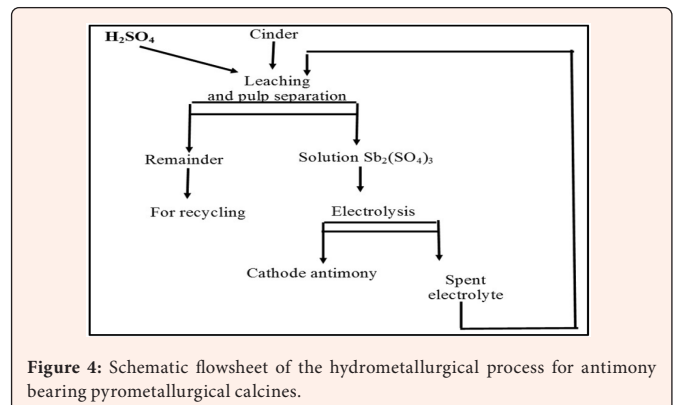 H₂SO₄
Cinder
Leaching
and pulp separation
Remainder
Solution Sb₂(SO₄)₃
For recycling
Electrolysis
Cathode antimony
Spent
electrolyte
Figure 4: Schematic flowsheet of the hydrometallurgical process for antimony
bearing pyrometallurgical calcines.